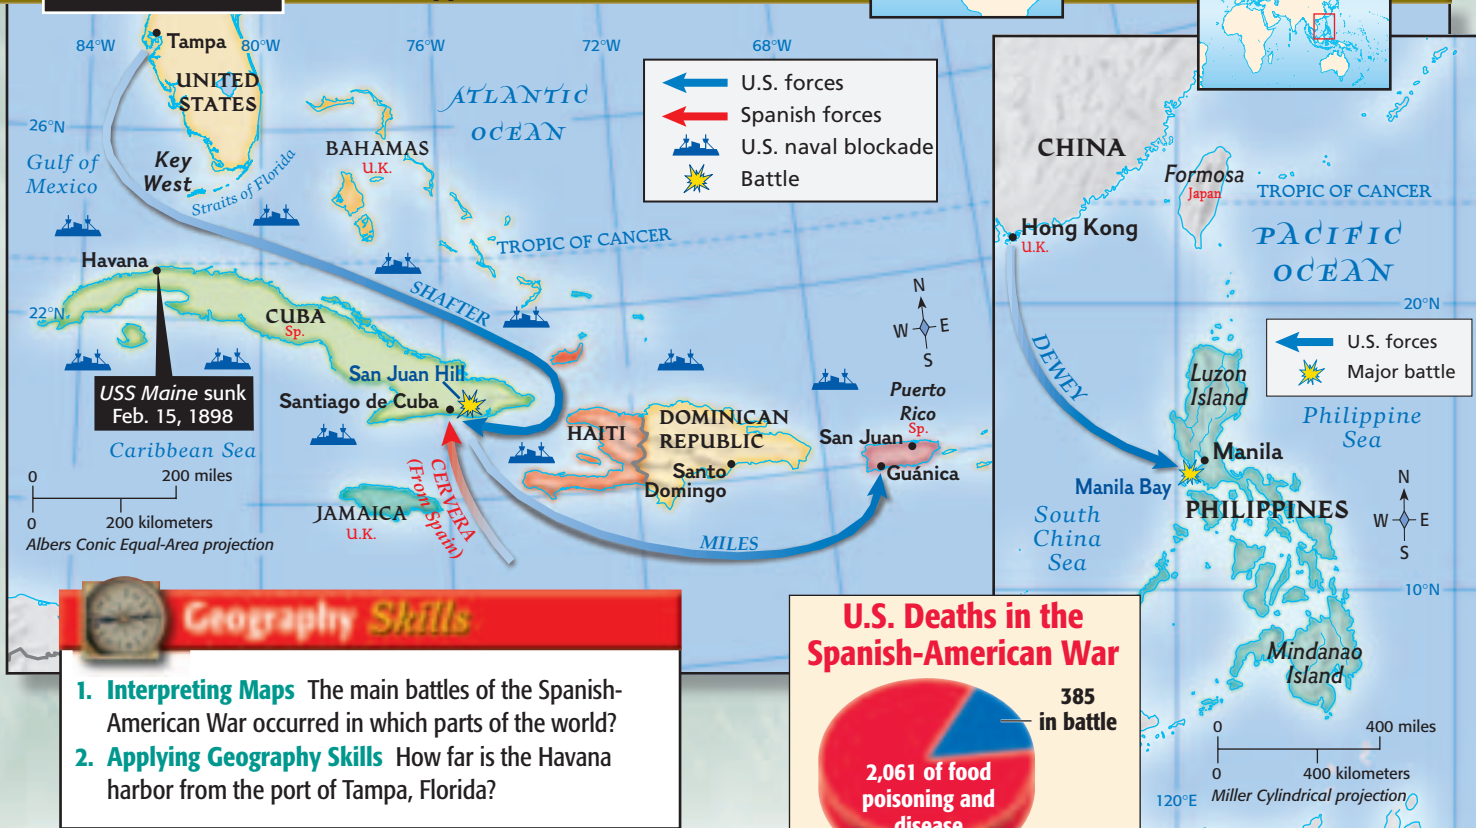 84°W
80°W
76°W
72°W
68°W
Tampa
UNITED
STATES
ATLANTIC
OCEAN
26°N
Gulf of
Mexico
Key
West
Straits of Florida
BAHAMAS
U.K.
TROPIC OF CANCER
Havana
SHAFTER
22°N
CUBA
Sp.
San Juan Hill
Santiago de Cuba
USS Maine sunk
Feb. 15, 1898
Caribbean Sea
HAITI
DOMINICAN
REPUBLIC
Santo
Domingo
Puerto
Rico
Sp.
San Juan
Guánica
JAMAICA
U.K.
CERVERA
(From Spain)
MILES
N
W E
S
0 200 miles
0 200 kilometers
Albers Conic Equal-Area projection
U.S. forces
Spanish forces
U.S. naval blockade
Battle
CHINA
Formosa
Japan
TROPIC OF CANCER
Hong Kong
U.K.
PACIFIC
OCEAN
20°N
DEWEY
U.S. forces
Major battle
Luzon
Island
Philippine
Sea
Manila
Manila Bay
PHILIPPINES
South
China
Sea
N
W E
S
10°N
Mindanao
Island
0 400 miles
0 400 kilometers
120°E
Miller Cylindrical projection
Geography Skills
1. Interpreting Maps The main battles of the Spanish-
American War occurred in which parts of the world?
2. Applying Geography Skills How far is the Havana
harbor from the port of Tampa, Florida?
U.S. Deaths in the
Spanish-American War
385
in battle
2,061 of food
poisoning and
disease